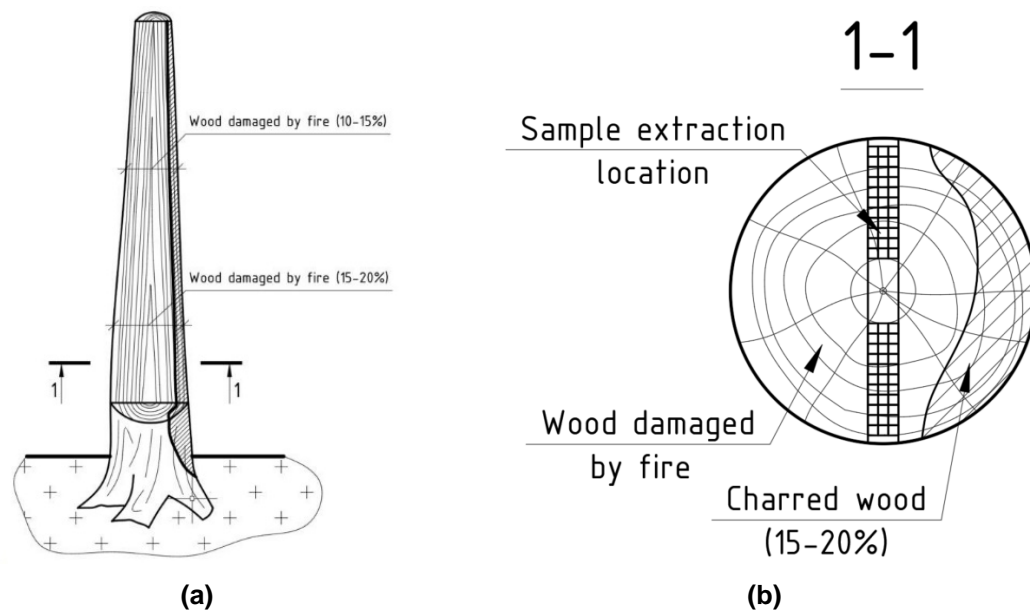 Wood damaged by fire (10-15%)
Wood damaged by fire (15-20%)
1
1
(a)
1-1
Sample extraction
location
Wood damaged
by fire
Charred wood
(15-20%)
(b)